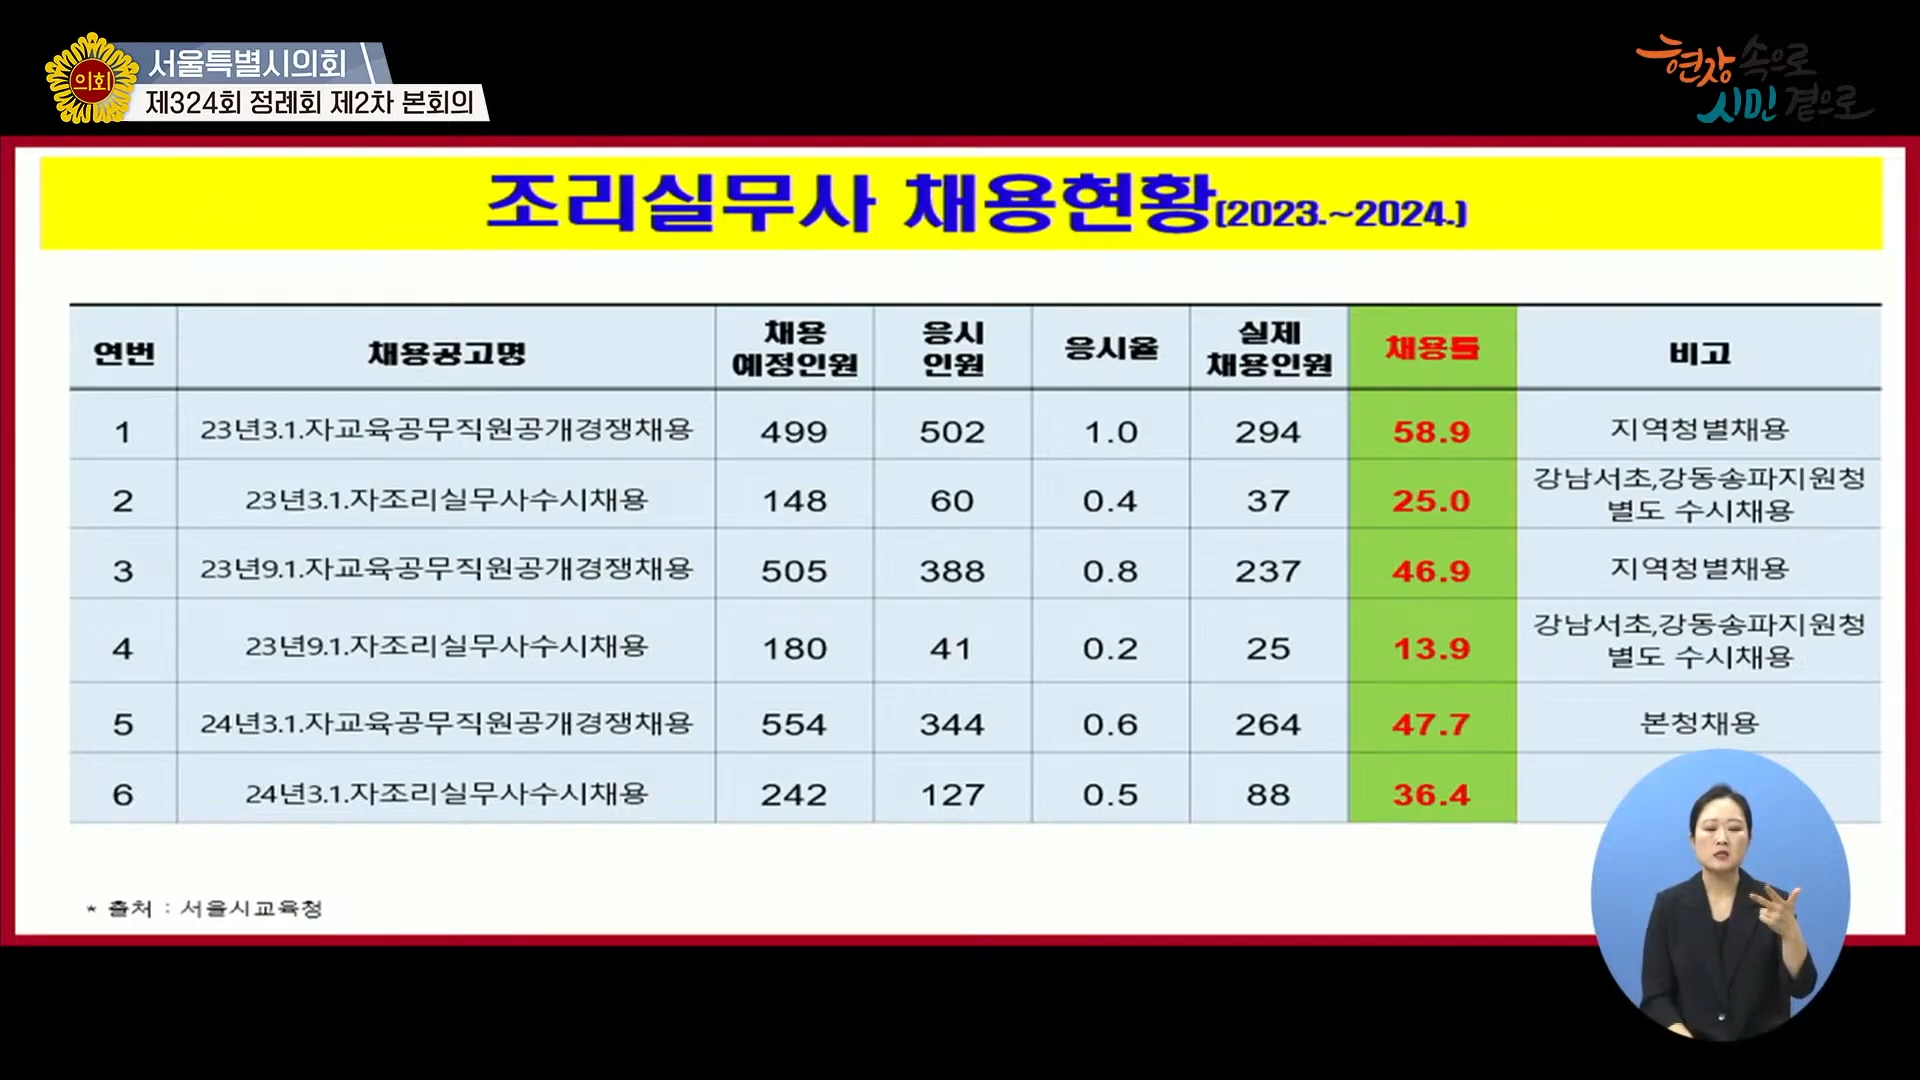 의회
서울특별시의회
제324회 정례회 제2차 본회의
현장 속으로
시민 곁으로
조리실무사 채용현황(2023.~2024.)
연번 채용공고명 채용 예정인원 응시 인원 응시율 실제 채용인원 채용률 비고
1 23년3.1.자교육공무직원공개경쟁채용 499 502 1.0 294 58.9 지역청별채용
2 23년3.1.자조리실무사수시채용 148 60 0.4 37 25.0 강남서초,강동송파지원청 별도 수시채용
3 23년9.1.자교육공무직원공개경쟁채용 505 388 0.8 237 46.9 지역청별채용
4 23년9.1.자조리실무사수시채용 180 41 0.2 25 13.9 강남서초,강동송파지원청 별도 수시채용
5 24년3.1.자교육공무직원공개경쟁채용 554 344 0.6 264 47.7 본청채용
6 24년3.1.자조리실무사수시채용 242 127 0.5 88 36.4
* 출처 : 서울시교육청